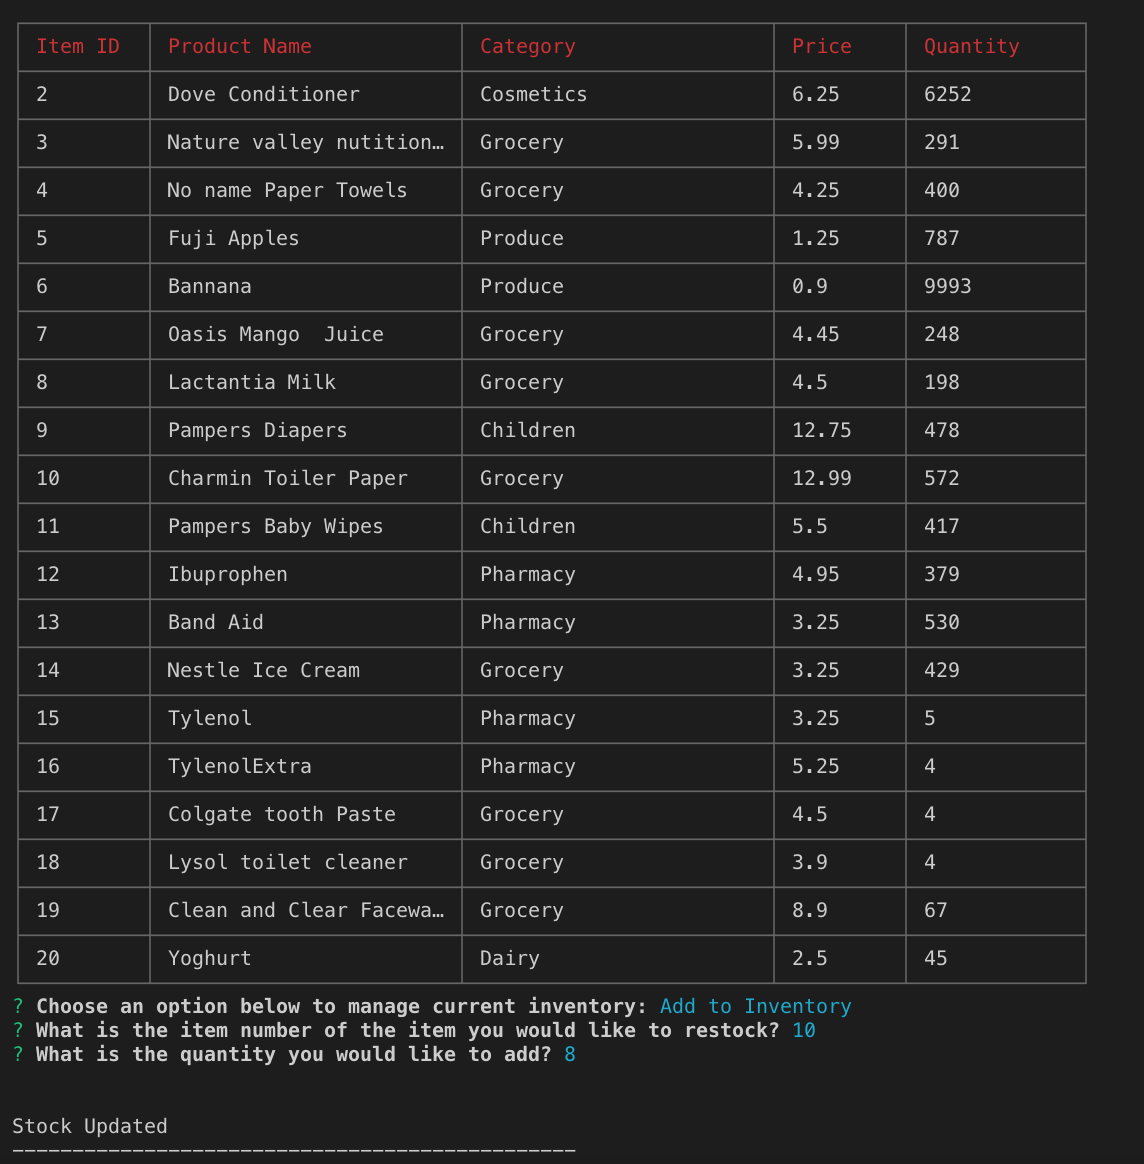 Item ID Product Name Category Price Quantity
2 Dove Conditioner Cosmetics 6.25 6252
3 Nature valley nutition… Grocery 5.99 291
4 No name Paper Towels Grocery 4.25 400
5 Fuji Apples Produce 1.25 787
6 Bannana Produce 0.9 9993
7 Oasis Mango  Juice Grocery 4.45 248
8 Lactantia Milk Grocery 4.5 198
9 Pampers Diapers Children 12.75 478
10 Charmin Toiler Paper Grocery 12.99 572
11 Pampers Baby Wipes Children 5.5 417
12 Ibuprophen Pharmacy 4.95 379
13 Band Aid Pharmacy 3.25 530
14 Nestle Ice Cream Grocery 3.25 429
15 Tylenol Pharmacy 3.25 5
16 TylenolExtra Pharmacy 5.25 4
17 Colgate tooth Paste Grocery 4.5 4
18 Lysol toilet cleaner Grocery 3.9 4
19 Clean and Clear Facewa… Grocery 8.9 67
20 Yoghurt Dairy 2.5 45
? Choose an option below to manage current inventory: Add to Inventory
? What is the item number of the item you would like to restock? 10
? What is the quantity you would like to add? 8
Stock Updated
-----------------------------------------------